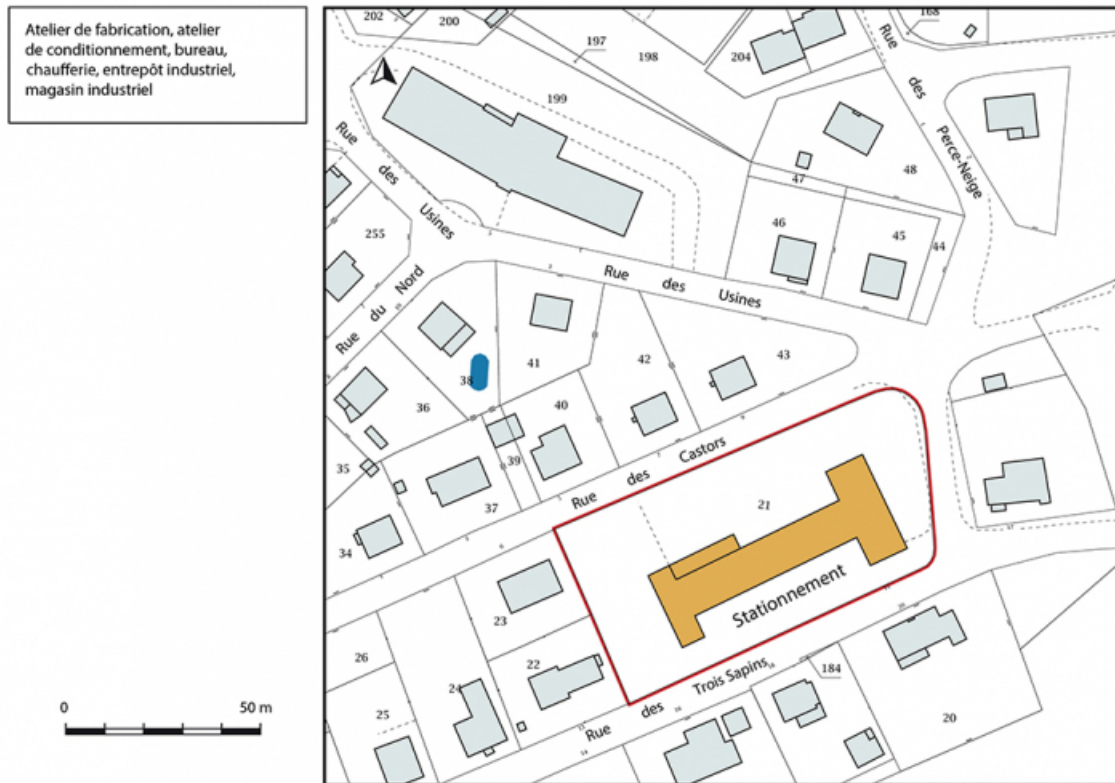 Atelier de fabrication, atelier
de conditionnement, bureau,
chaufferie, entrepôt industriel,
magasin industriel
202
200
197
198
204
168
Rue
des
Perce-Neige
199
Rue
des
Usines
48
47
46
45
44
255
Rue du Nord
Rue des Usines
38
41
42
43
36
40
39
35
37
34
Rue des Castors
21
Stationnement
23
22
26
25
24
Rue des Trois Sapins
184
20
0 50 m